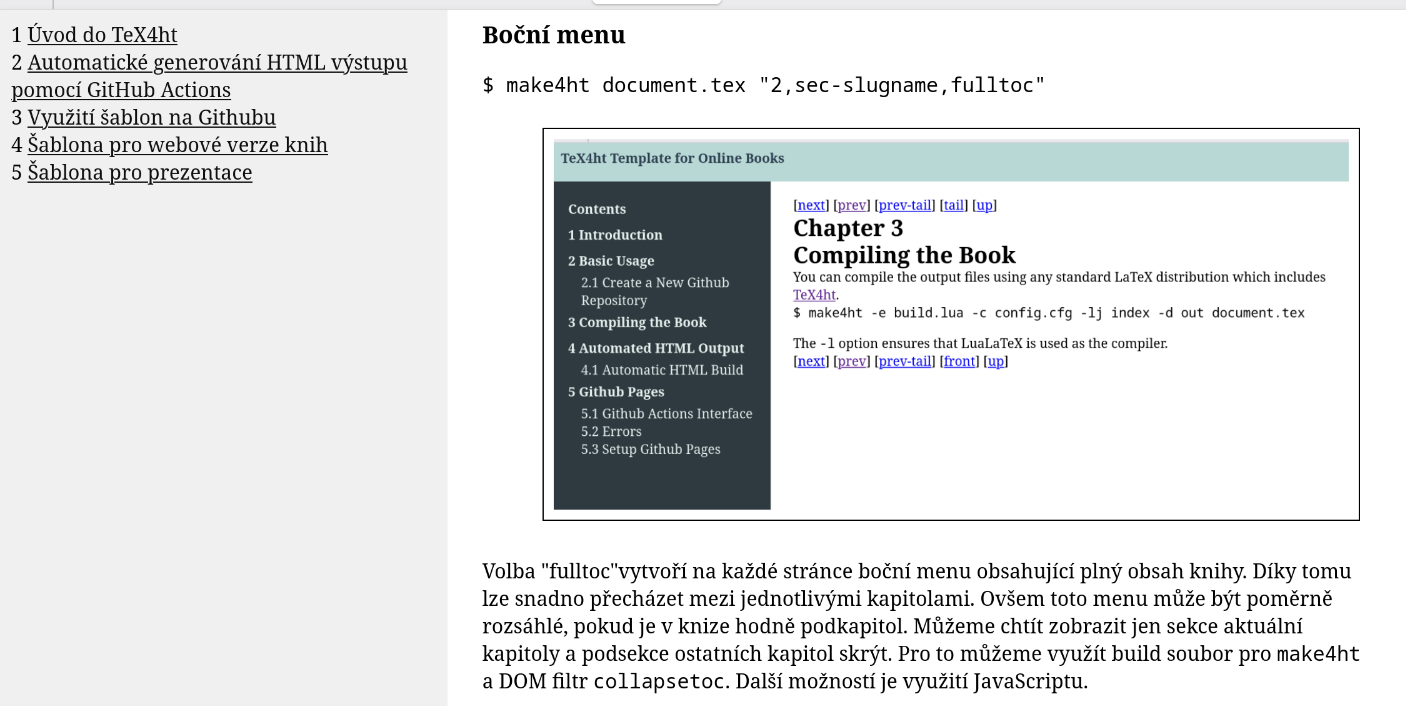 1 Úvod do TeX4ht
2 Automatické generování HTML výstupu
pomocí GitHub Actions
3 Využití šablon na Githubu
4 Šablona pro webové verze knih
5 Šablona pro prezentace
Boční menu
$ make4ht document.tex "2,sec-slugname,fulltoc"
TeX4ht Template for Online Books
Contents
1 Introduction
2 Basic Usage
2.1 Create a New Github
Repository
3 Compiling the Book
4 Automated HTML Output
4.1 Automatic HTML Build
5 Github Pages
5.1 Github Actions Interface
5.2 Errors
5.3 Setup Github Pages
[next] [prev] [prev-tail] [tail] [up]
Chapter 3
Compiling the Book
You can compile the output files using any standard LaTeX distribution which includes
TeX4ht.
$ make4ht -e build.lua -c config.cfg -lj index -d out document.tex
The -l option ensures that LuaLaTeX is used as the compiler.
[next] [prev] [prev-tail] [front] [up]
Volba "fulltoc"vytvoří na každé stránce boční menu obsahující plný obsah knihy. Díky tomu
lze snadno přecházet mezi jednotlivými kapitolami. Ovšem toto menu může být poměrně
rozsáhlé, pokud je v knize hodně podkapitol. Můžeme chtít zobrazit jen sekce aktuální
kapitoly a podsekce ostatních kapitol skrýt. Pro to můžeme využít build soubor pro make4ht
a DOM filtr collapsetoc. Další možností je využití JavaScriptu.